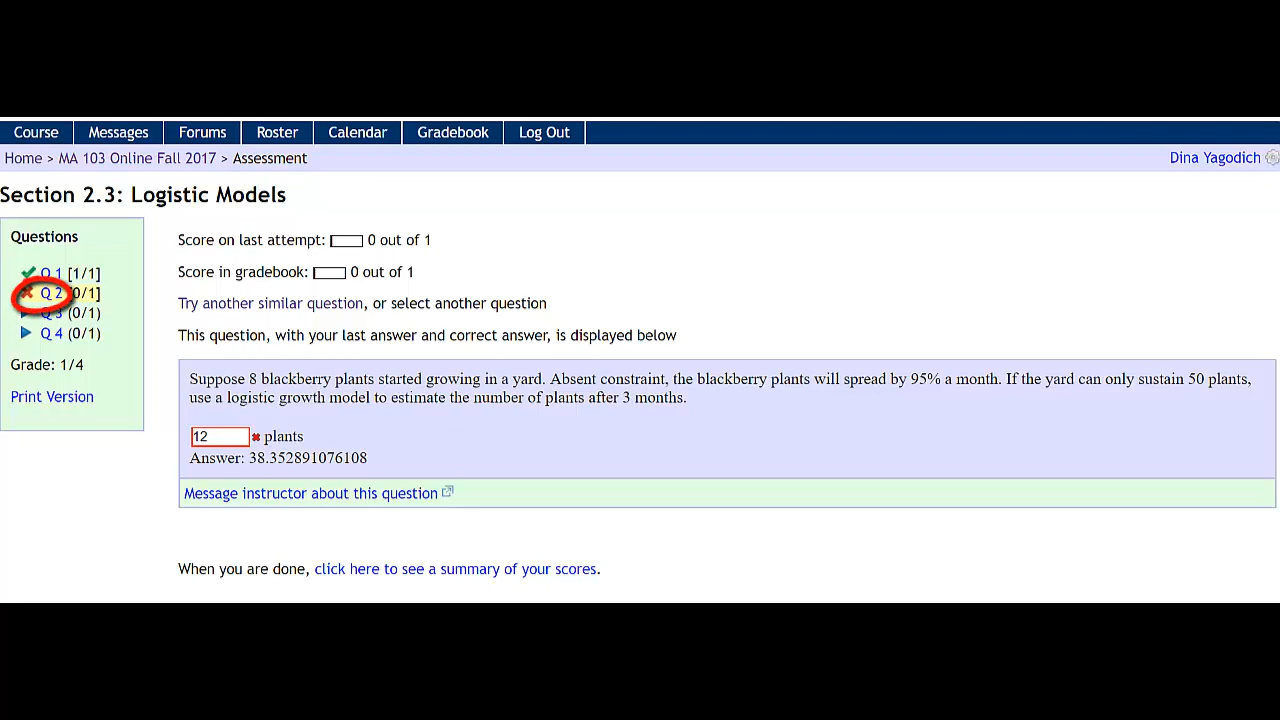 Course Messages Forums Roster Calendar Gradebook Log Out
Home > MA 103 Online Fall 2017 > Assessment
Dina Yagodich
Section 2.3: Logistic Models
Questions
Q 1 [1/1]
Q 2 [0/1]
Q 3 (0/1)
Q 4 (0/1)
Grade: 1/4
Print Version
Score on last attempt: 0 out of 1
Score in gradebook: 0 out of 1
Try another similar question, or select another question
This question, with your last answer and correct answer, is displayed below
Suppose 8 blackberry plants started growing in a yard. Absent constraint, the blackberry plants will spread by 95% a month. If the yard can only sustain 50 plants,
use a logistic growth model to estimate the number of plants after 3 months.
12 plants
Answer: 38.352891076108
Message instructor about this question
When you are done, click here to see a summary of your scores.